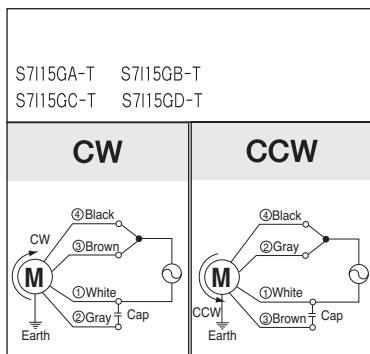 S7I15GA-T S7I15GB-T
S7I15GC-T S7I15GD-T
CW
CCW
④Black
CW
③Brown
M
①White
②Gray
Cap
Earth
④Black
②Gray
M
①White
CCW
③Brown
Cap
Earth